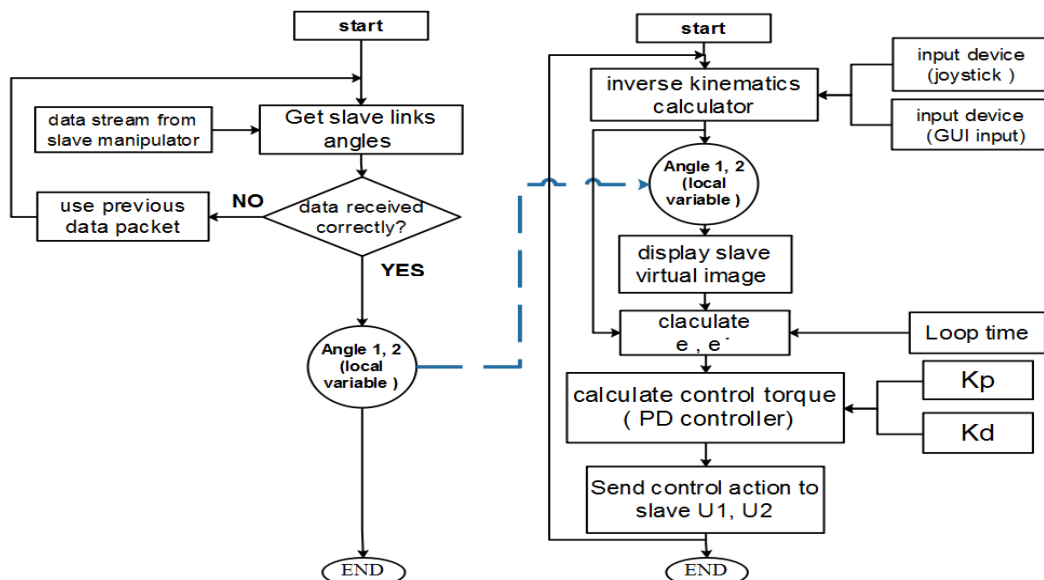 start
data stream from
slave manipulator
Get slave links
angles
NO
use previous
data packet
data received
correctly?
YES
Angle 1, 2
(local
variable )
END
start
inverse kinematics
calculator
input device
(joystick )
input device
(GUI input)
Angle 1, 2
(local
variable )
display slave
virtual image
claculate
e , e˙
Loop time
calculate control torque
( PD controller)
Kp
Kd
Send control action to
slave U1, U2
END